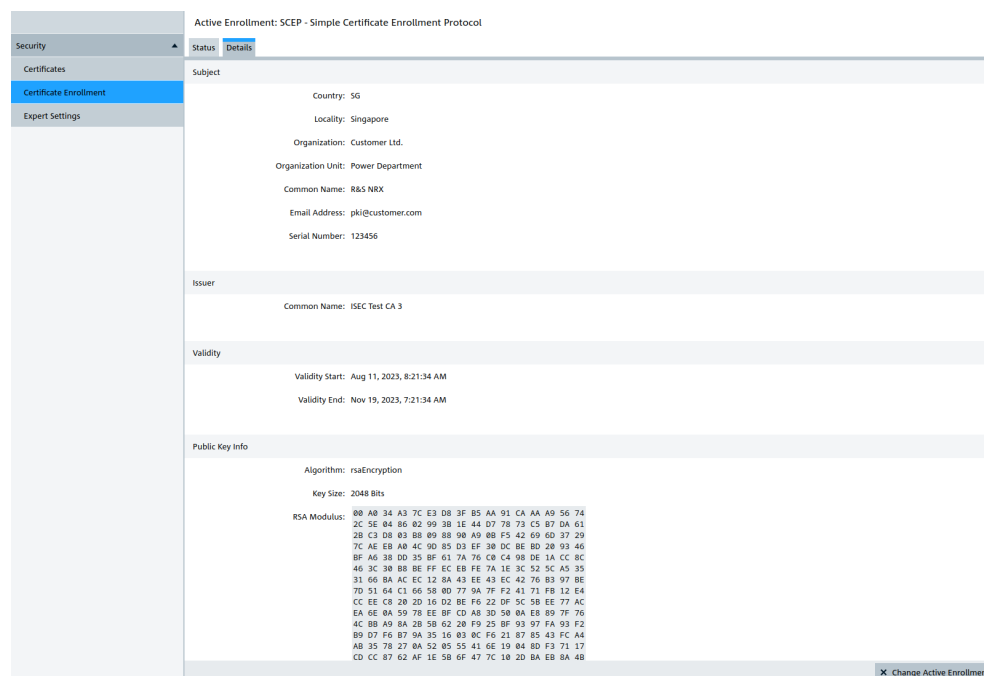 Active Enrollment: SCEP - Simple Certificate Enrollment Protocol
Security
Certificates
Certificate Enrollment
Expert Settings
Status Details
Subject
Country: SG
Locality: Singapore
Organization: Customer Ltd.
Organization Unit: Power Department
Common Name: R&S NRX
Email Address: pki@customer.com
Serial Number: 123456
Issuer
Common Name: ISEC Test CA 3
Validity
Validity Start: Aug 11, 2023, 8:21:34 AM
Validity End: Nov 19, 2023, 7:21:34 AM
Public Key Info
Algorithm: rsaEncryption
Key Size: 2048 Bits
RSA Modulus: 00 A0 34 A3 7C E3 D8 3F B5 AA 91 CA AA A9 56 74
2C 5E 04 86 02 99 3B 1E 44 D7 78 73 C5 B7 DA 61
2B C3 D8 03 B8 09 88 90 A9 0B F5 42 69 6D 37 29
7C AE EB A0 4C 9D 85 D3 EF 30 DC BE BD 20 93 46
BF A6 38 DD 35 BF 61 7A 76 C0 C4 98 DE 1A CC 8C
46 3C 30 B8 BE FF EC EB FE 7A 1E 3C 52 5C A5 35
31 66 BA AC EC 12 8A 43 EE 43 EC 42 76 B3 97 BE
7D 51 64 C1 66 58 0D 77 9A 7F F2 41 71 FB 12 E4
CC EE C8 20 2D 16 D2 BE F6 22 DF 5C 5B EE 77 AC
EA 6E 0A 59 78 EE BF CD A8 3D 50 0A E8 89 7F 76
4C BB A9 8A 2B 5B 62 20 F9 25 BF 93 97 FA 93 F2
B9 D7 F6 B7 9A 35 16 03 0C F6 21 87 85 43 FC A4
AB 35 78 27 0A 52 05 55 41 6E 19 04 8D F3 71 17
CD CC 87 62 AF 1E 5B 6F 47 7C 10 2D BA EB 8A 4B
X Change Active Enrollmen